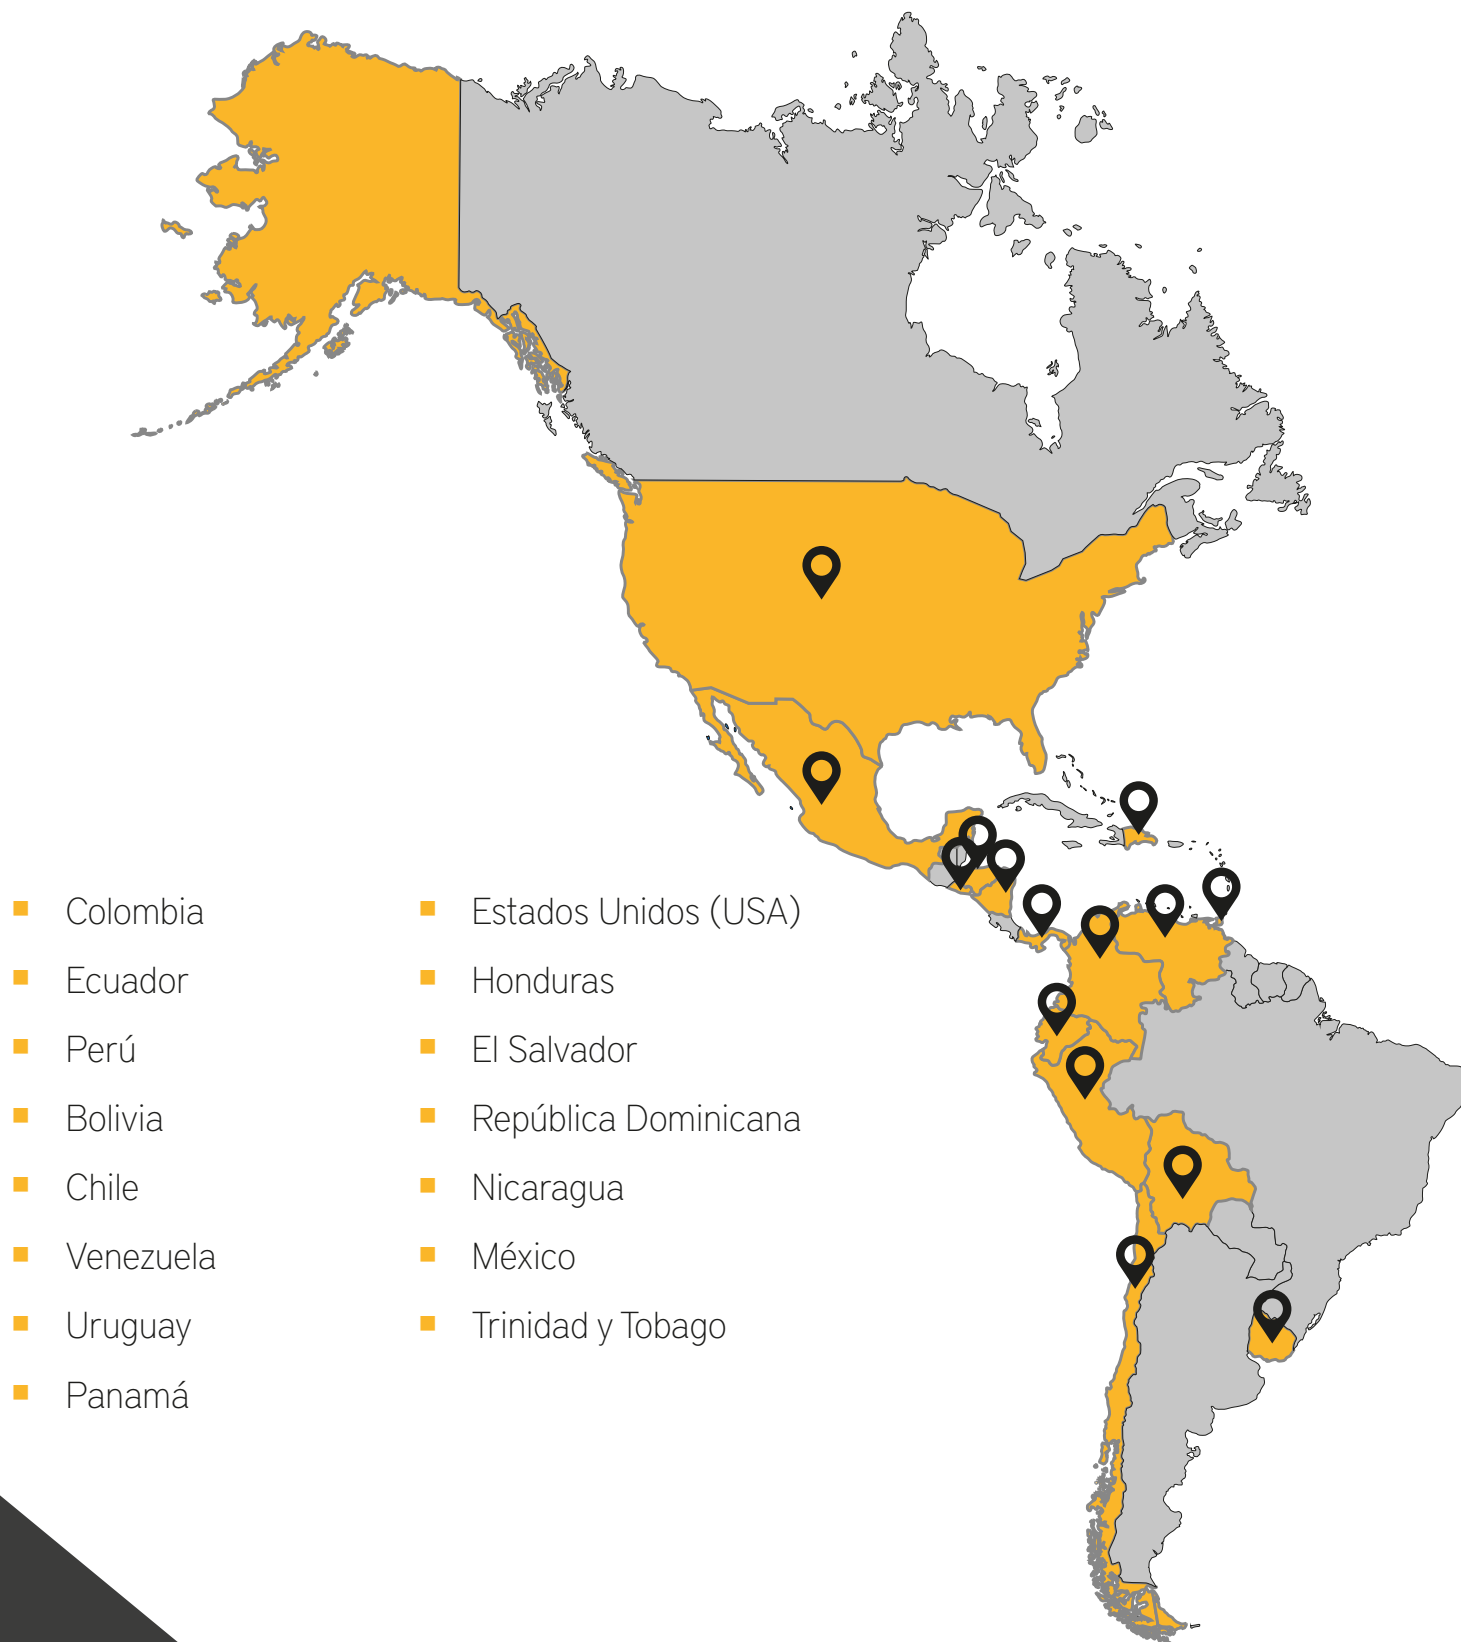 Colombia
Ecuador
Perú
Bolivia
Chile
Venezuela
Uruguay
Panamá
Estados Unidos (USA)
Honduras
El Salvador
República Dominicana
Nicaragua
México
Trinidad y Tobago